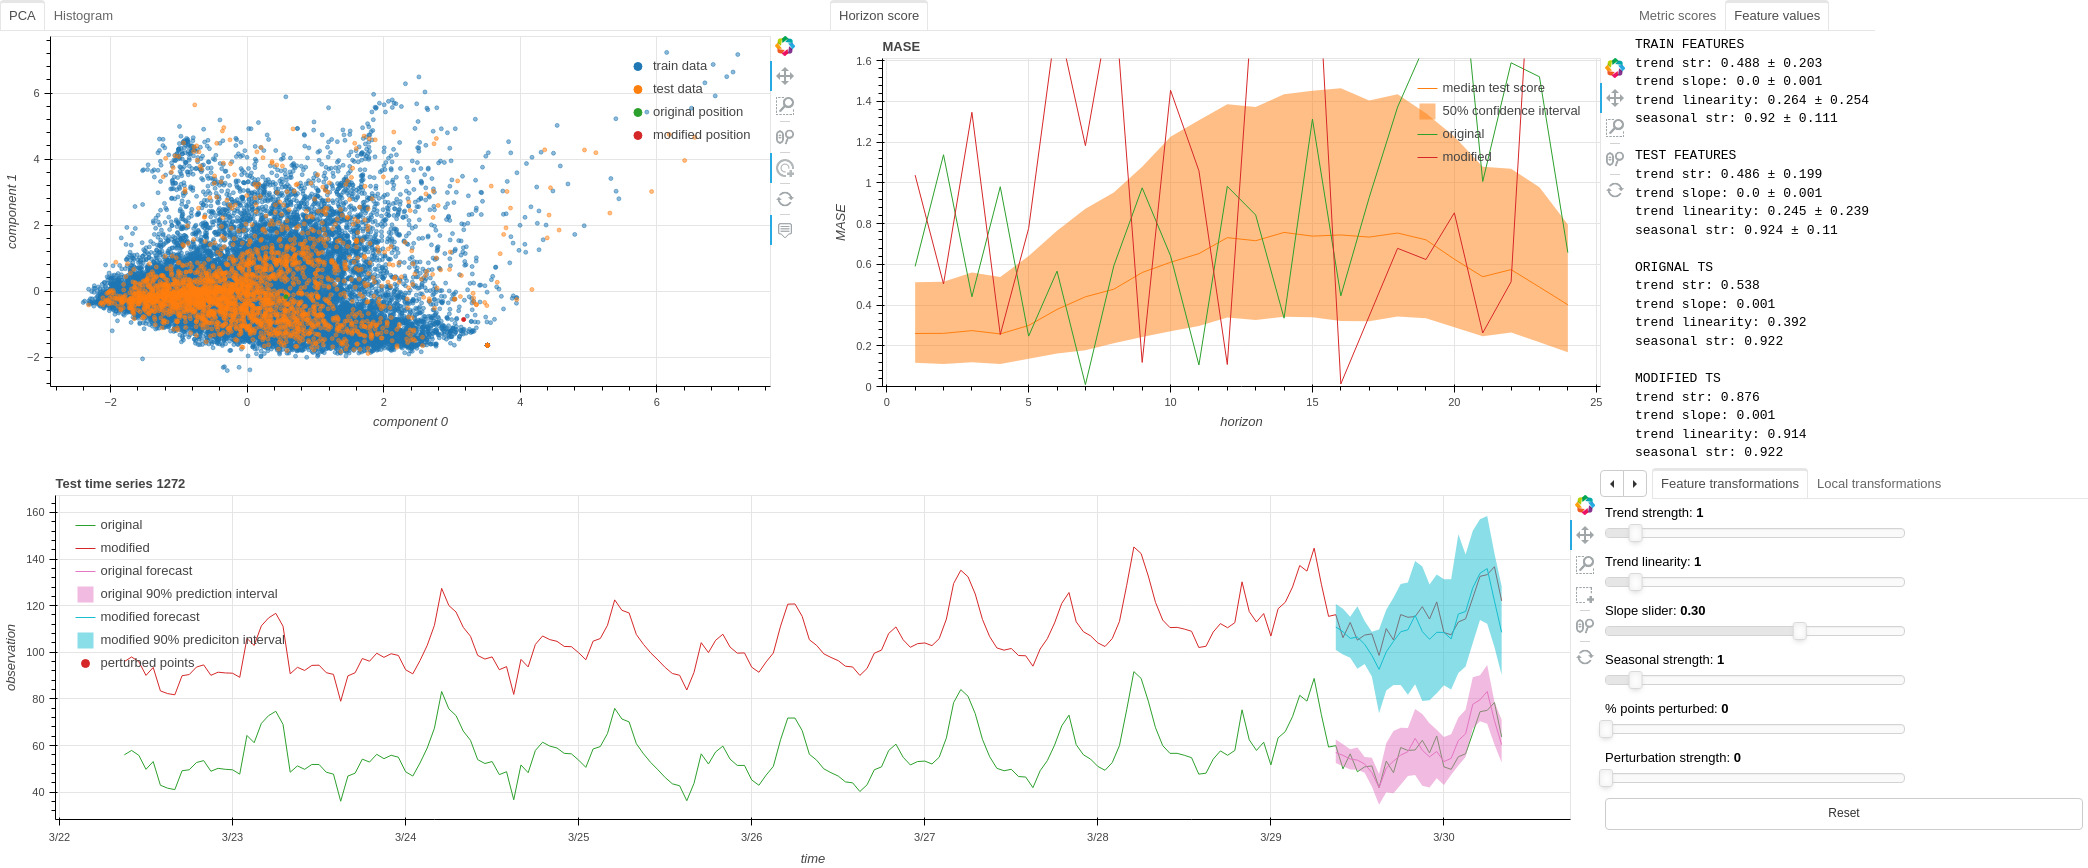 PCA
Histogram
train data
test data
original position
modified position
component 1
6
4
2
0
−2
−2
0
2
4
6
component 0
Horizon score
MASE
MASE
1.6
1.4
1.2
1
0.8
0.6
0.4
0.2
0
median test score
50% confidence interval
original
modified
0
5
10
15
20
25
horizon
Metric scores
Feature values
TRAIN FEATURES
trend str: 0.488 ± 0.203
trend slope: 0.0 ± 0.001
trend linearity: 0.264 ± 0.254
seasonal str: 0.92 ± 0.111
TEST FEATURES
trend str: 0.486 ± 0.199
trend slope: 0.0 ± 0.001
trend linearity: 0.245 ± 0.239
seasonal str: 0.924 ± 0.11
ORIGNAL TS
trend str: 0.538
trend slope: 0.001
trend linearity: 0.392
seasonal str: 0.922
MODIFIED TS
trend str: 0.876
trend slope: 0.001
trend linearity: 0.914
seasonal str: 0.922
Test time series 1272
observation
160
140
120
100
80
60
40
original
modified
original forecast
original 90% prediction interval
modified forecast
modified 90% prediciton interval
perturbed points
3/22
3/23
3/24
3/25
3/26
3/27
3/28
3/29
3/30
time
Feature transformations
Local transformations
Trend strength: 1
Trend linearity: 1
Slope slider: 0.30
Seasonal strength: 1
% points perturbed: 0
Perturbation strength: 0
Reset